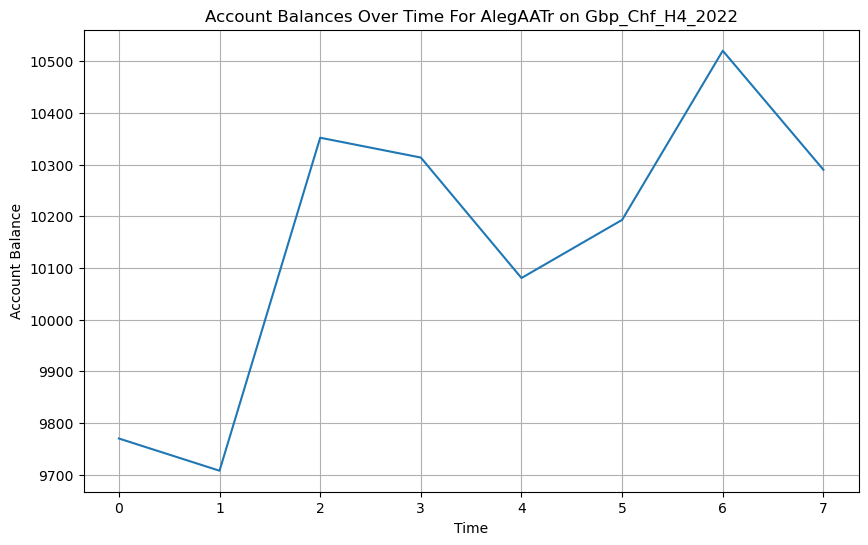 Account Balances Over Time For AlegAATr on Gbp_Chf_H4_2022
Account Balance
10500
10400
10300
10200
10100
10000
9900
9800
9700
0 1 2 3 4 5 6 7
Time